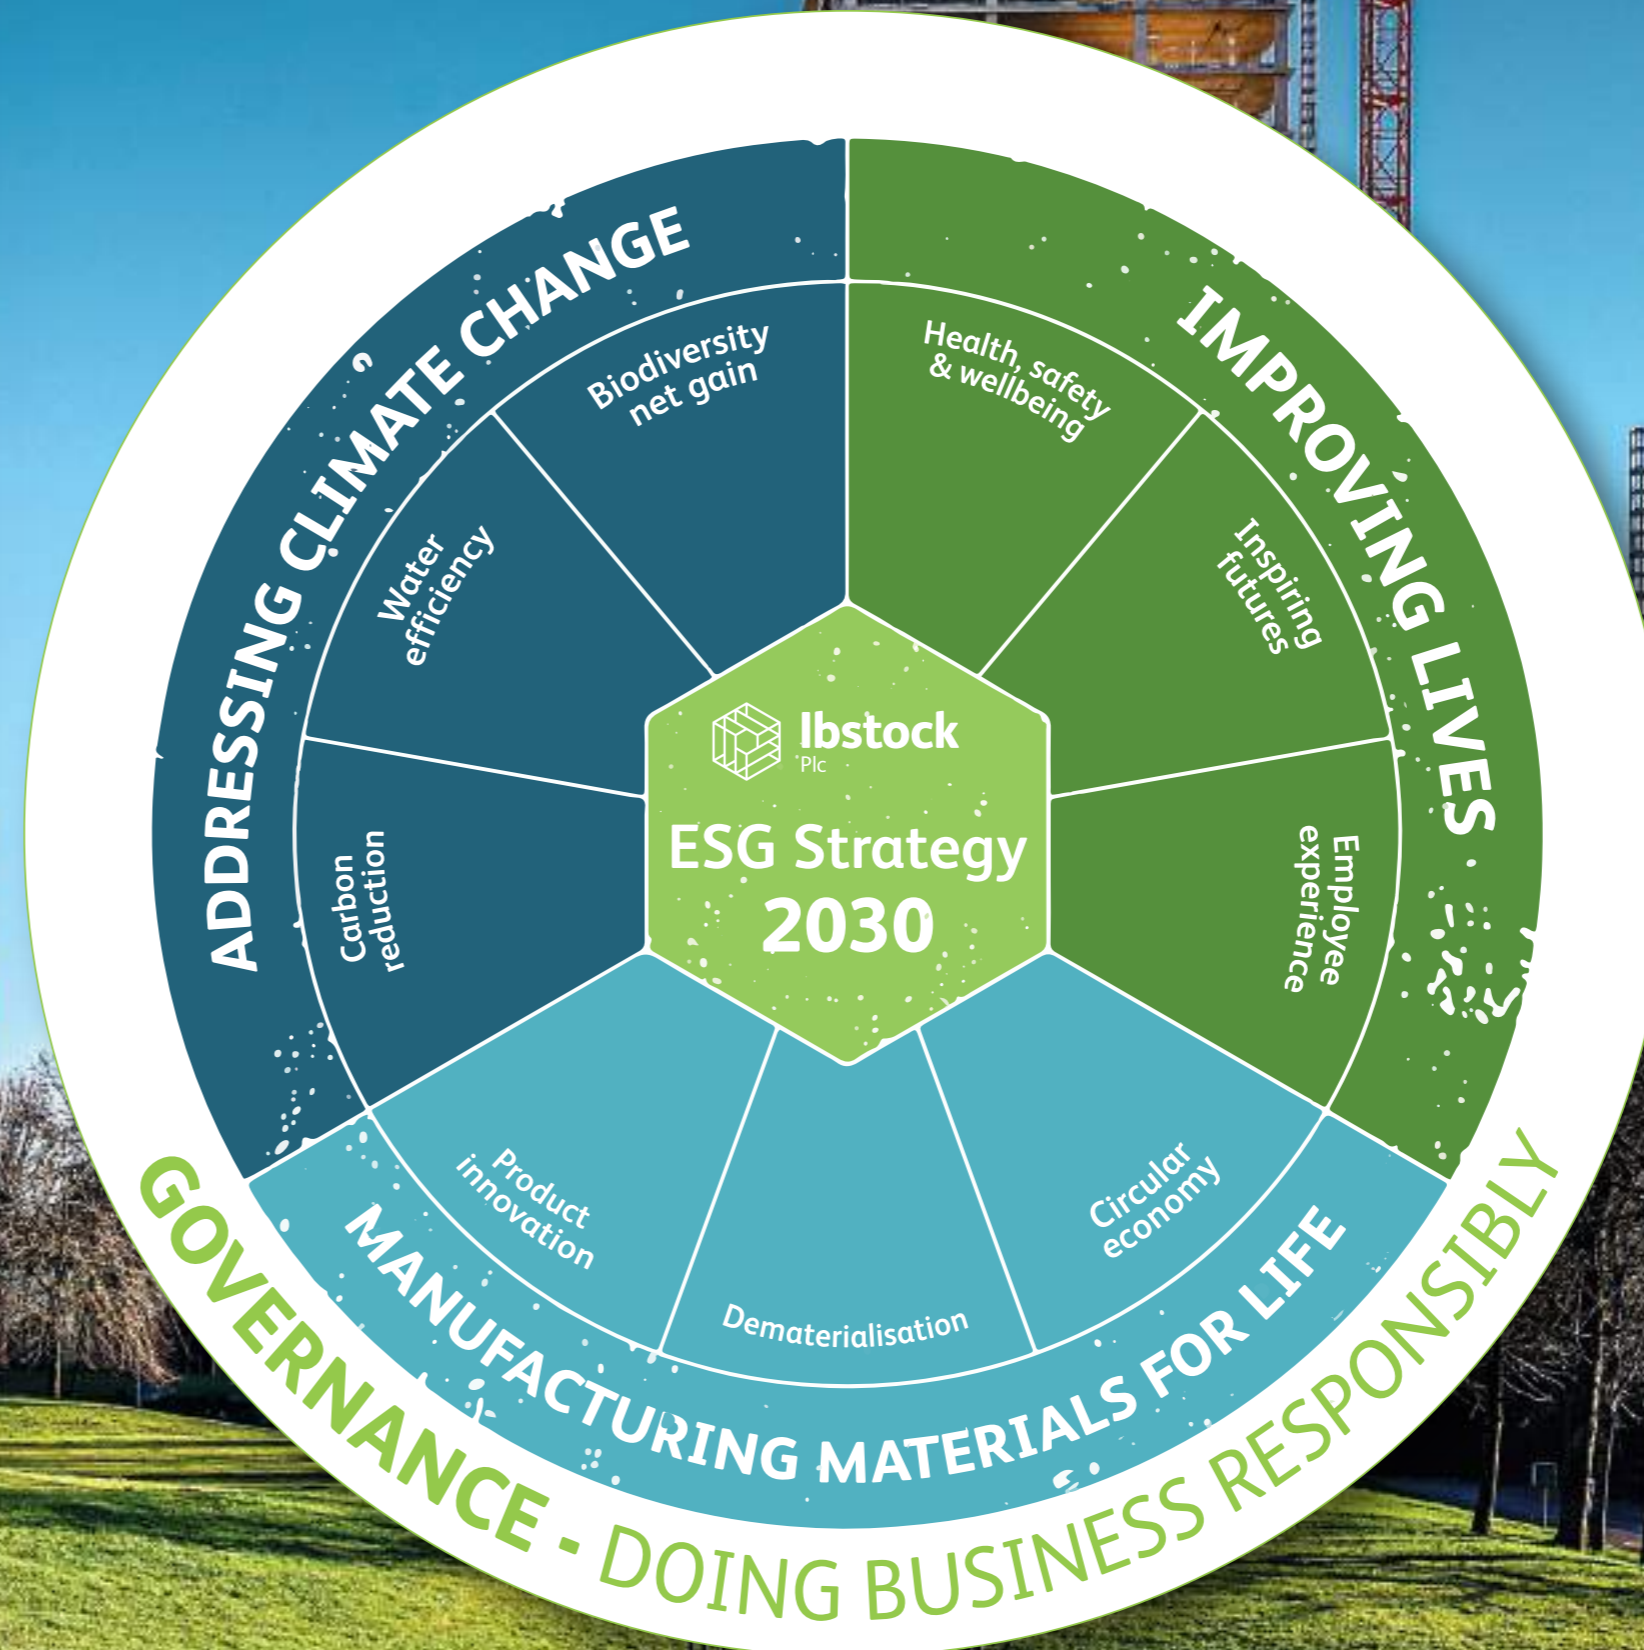 ADDRESSING CLIMATE CHANGE
Biodiversity
net gain
Water
efficiency
Carbon
reduction
IMPROVING LIVES
Health, safety
& wellbeing
Inspiring
futures
Employee
experience
Ibstock
Plc
ESG Strategy
2030
MANUFACTURING MATERIALS FOR LIFE
Product
innovation
Dematerialisation
Circular
economy
GOVERNANCE - DOING BUSINESS RESPONSIBLY